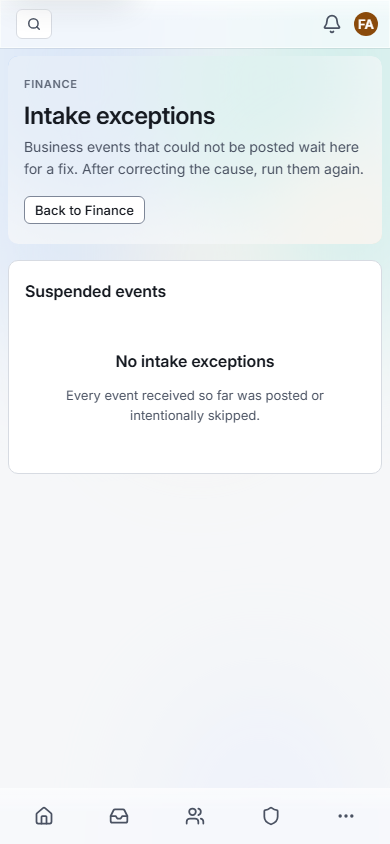 FA
FINANCE
Intake exceptions
Business events that could not be posted wait here
for a fix. After correcting the cause, run them again.
Back to Finance
Suspended events
No intake exceptions
Every event received so far was posted or
intentionally skipped.